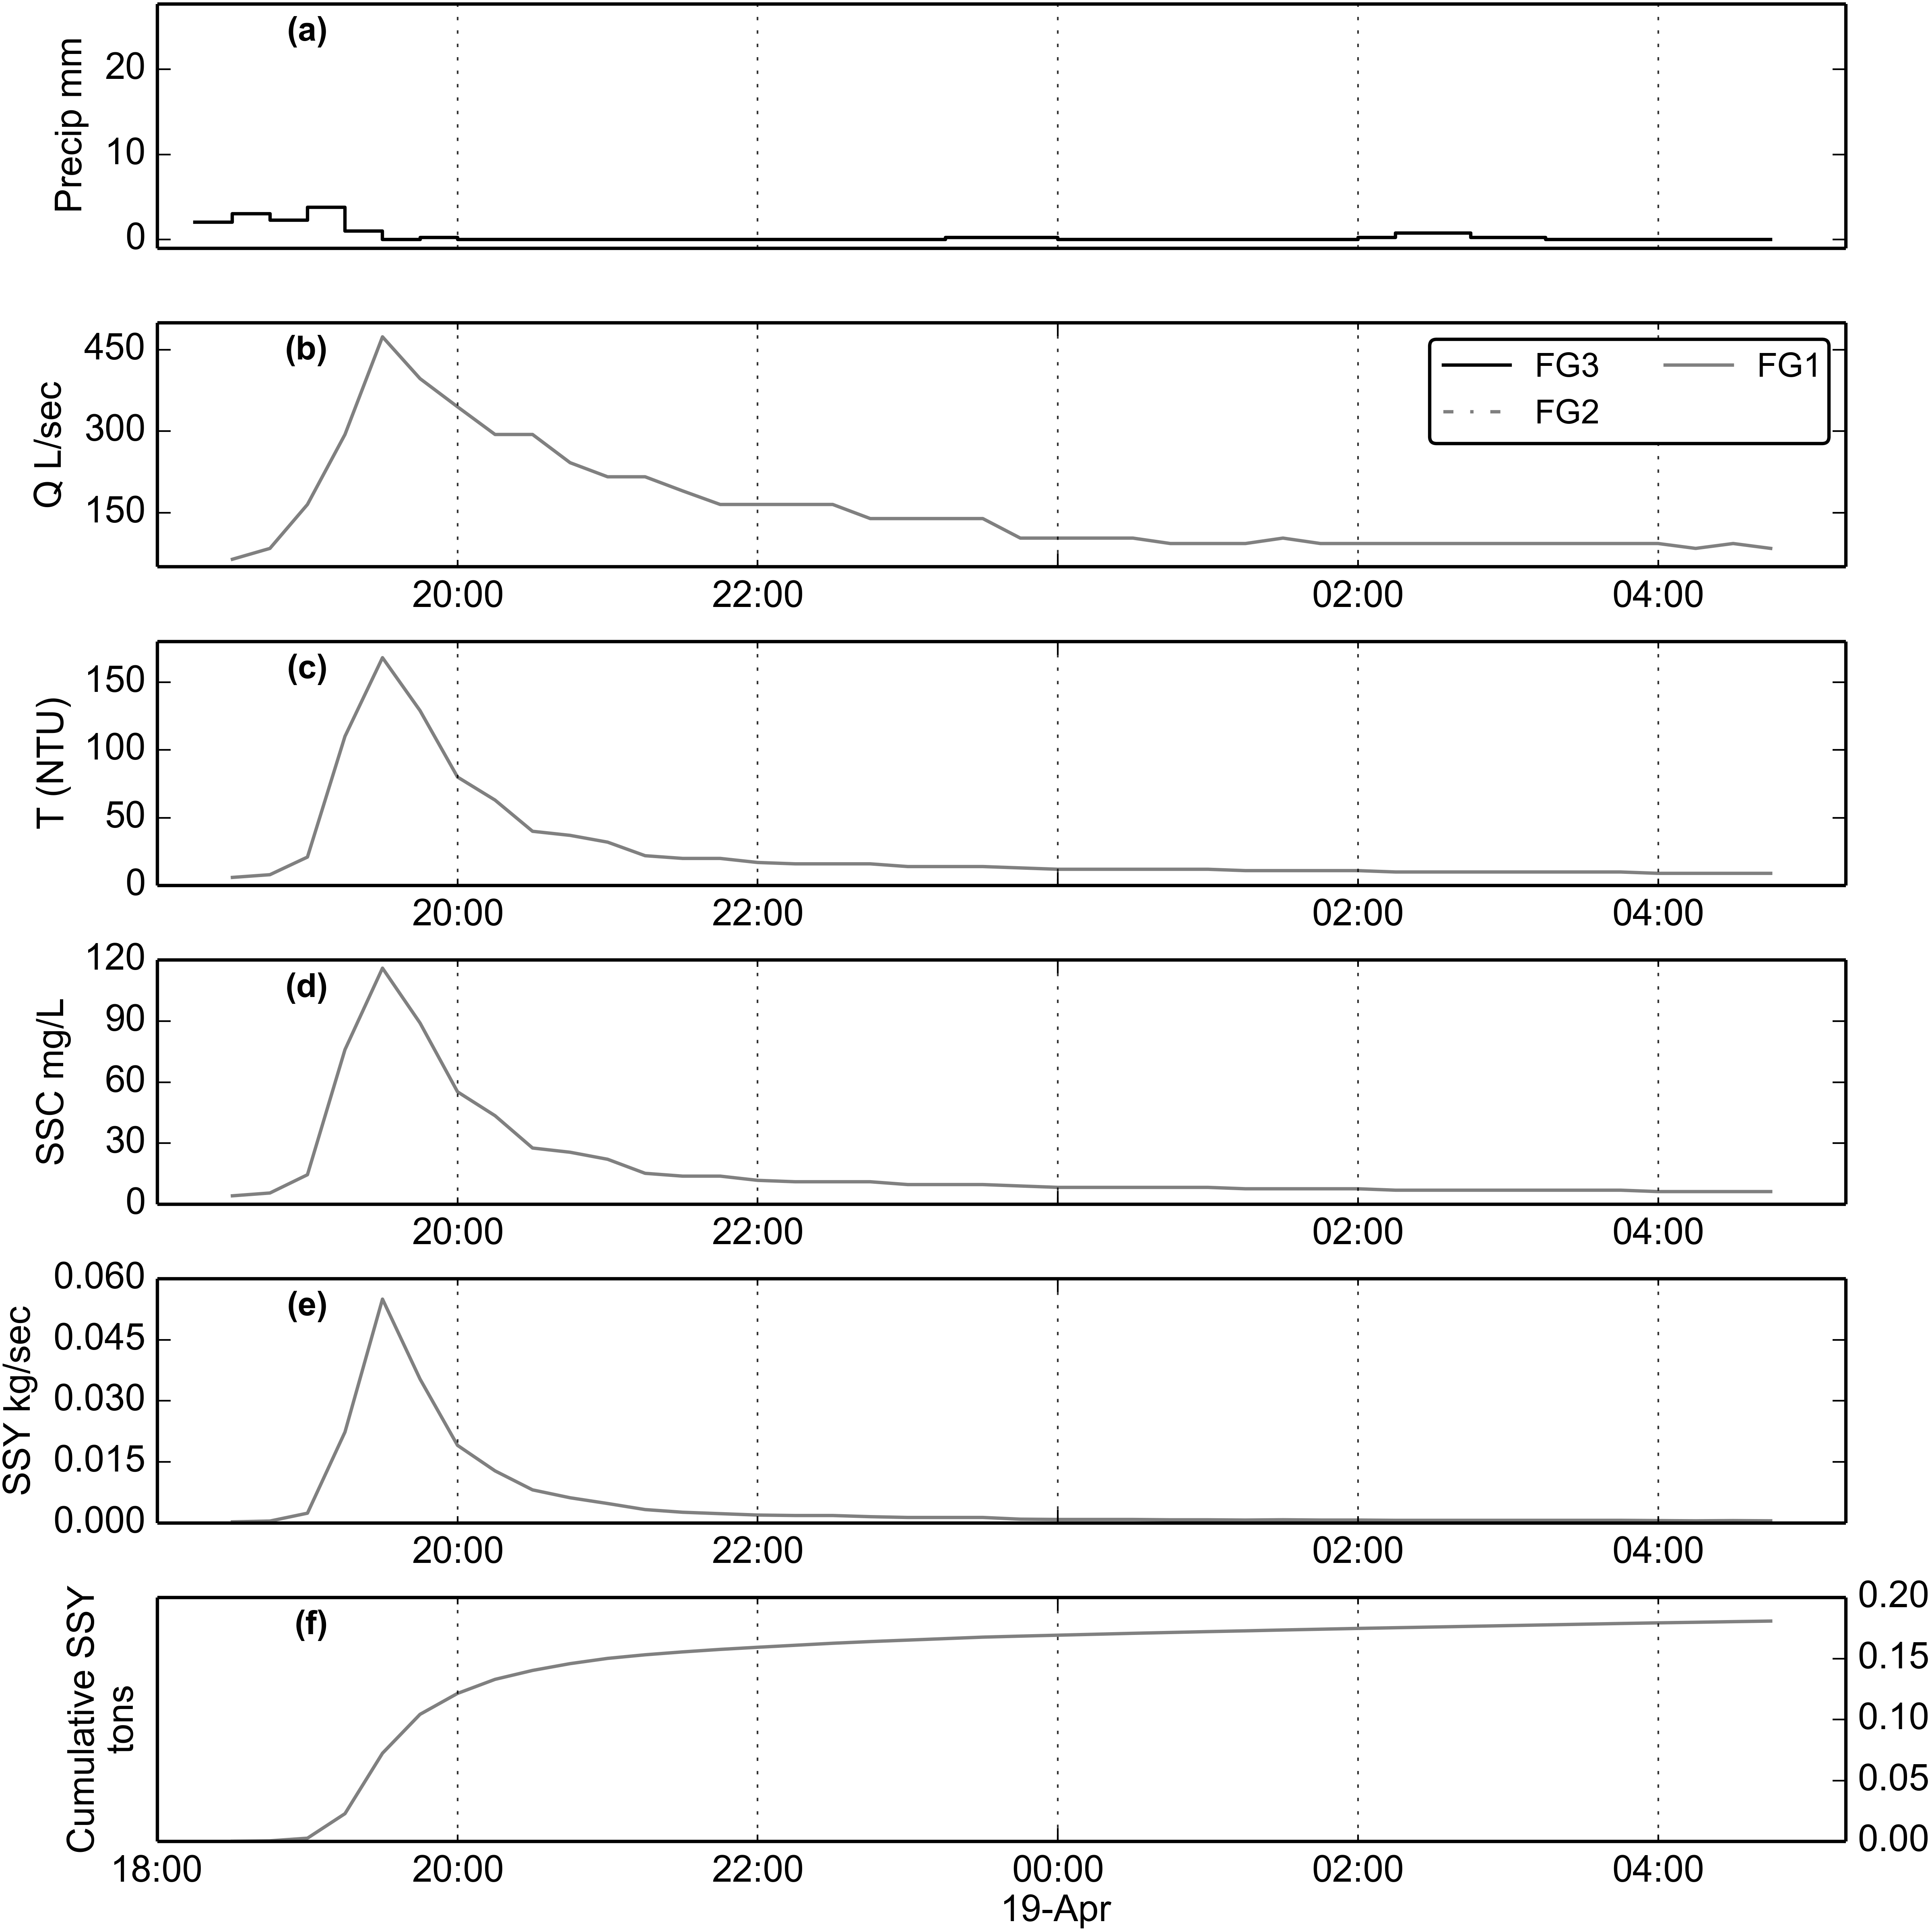 (a)
Precip mm
20
10
0
(b)
Q L/sec
450
300
150
FG3 FG1
FG2
20:00 22:00 02:00 04:00
(c)
T (NTU)
150
100
50
0
20:00 22:00 02:00 04:00
(d)
SSC mg/L
120
90
60
30
0
20:00 22:00 02:00 04:00
(e)
SSY kg/sec
0.060
0.045
0.030
0.015
0.000
20:00 22:00 02:00 04:00
(f)
Cumulative SSY
tons
0.20
0.15
0.10
0.05
0.00
18:00 20:00 22:00 00:00 02:00 04:00
19-Apr